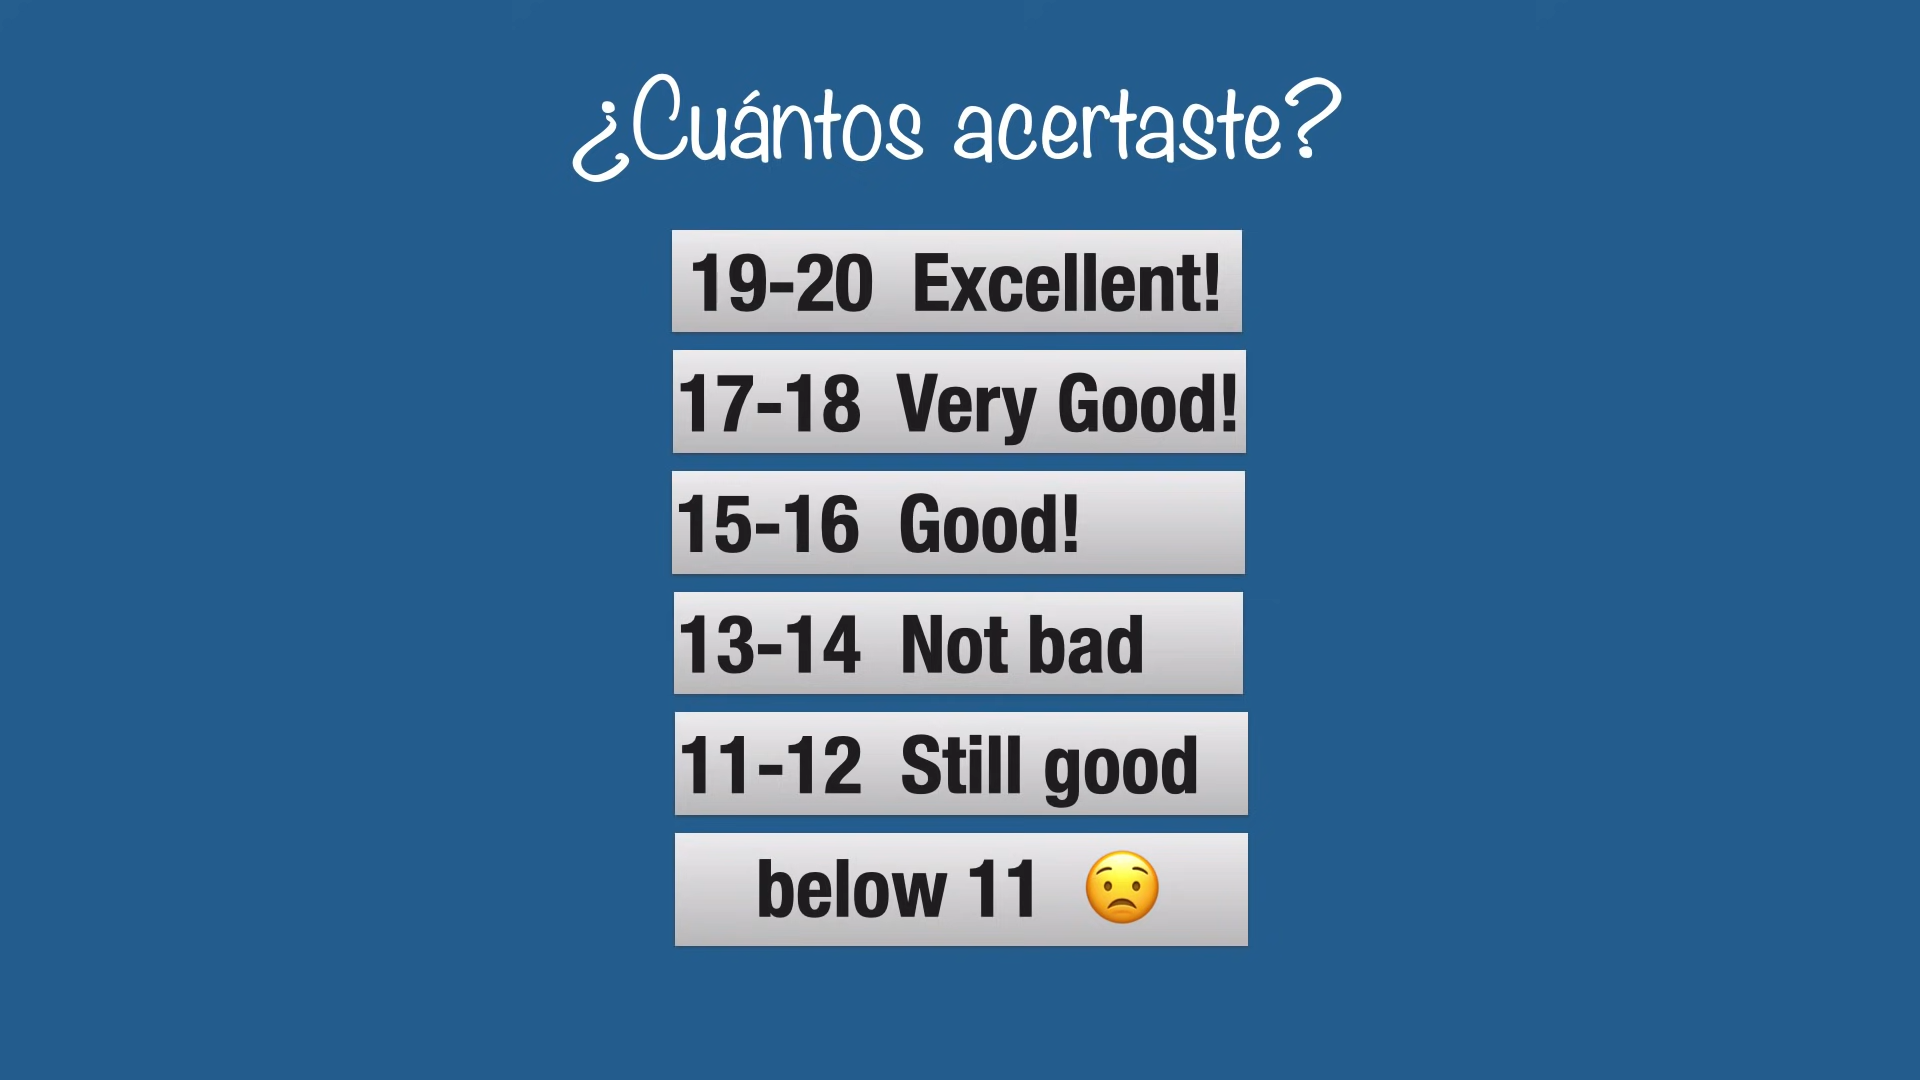 ¿Cuántos acertaste?
19-20 Excellent!
17-18 Very Good!
15-16 Good!
13-14 Not bad
11-12 Still good
below 11 😟